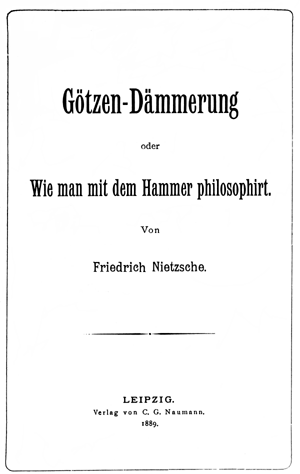 Götzen-Dämmerung
oder
Wie man mit dem Hammer philosophirt.
Von
Friedrich Nietzsche.
LEIPZIG.
Verlag von C. G. Naumann.
1889.